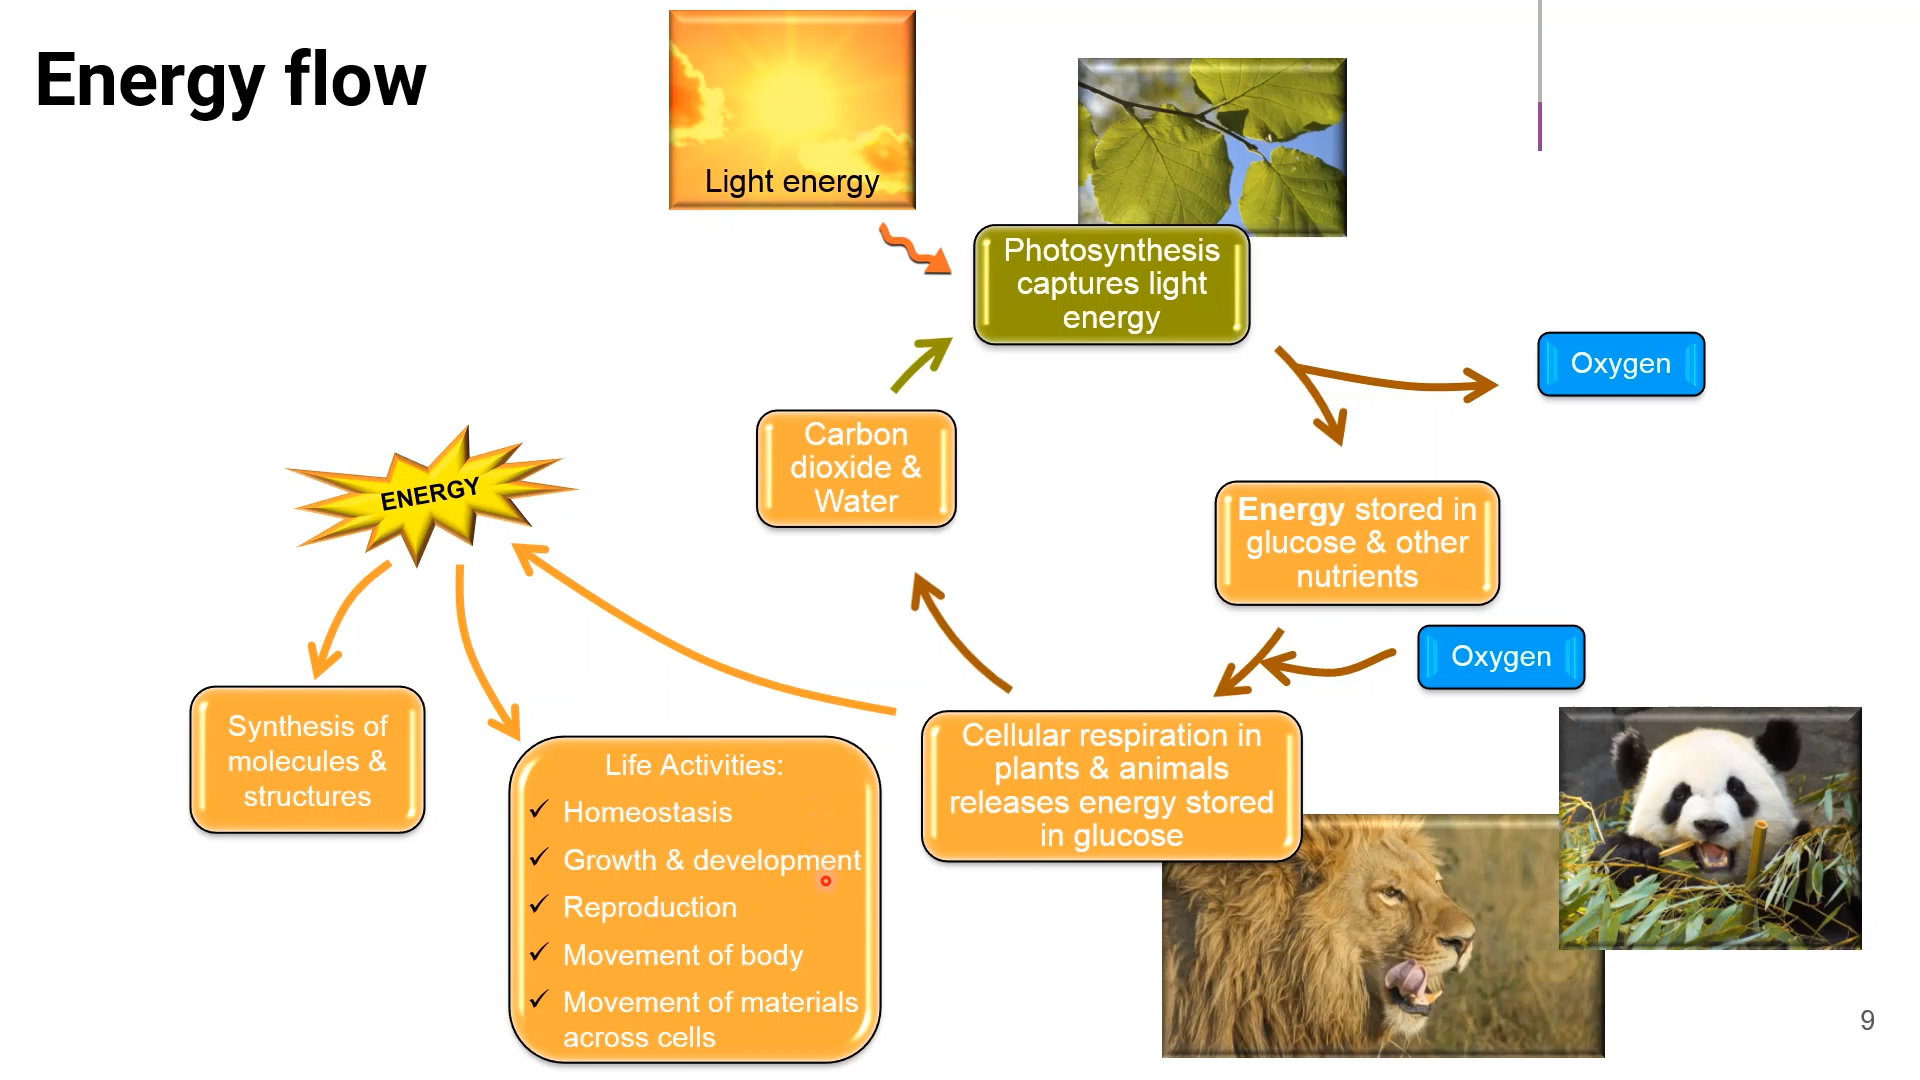 Energy flow
Light energy
Photosynthesis
captures light
energy
Oxygen
Carbon
dioxide &
Water
ENERGY
Energy stored in
glucose & other
nutrients
Oxygen
Synthesis of
molecules &
structures
Life Activities:
✓ Homeostasis
✓ Growth & development
✓ Reproduction
✓ Movement of body
✓ Movement of materials
across cells
Cellular respiration in
plants & animals
releases energy stored
in glucose
9